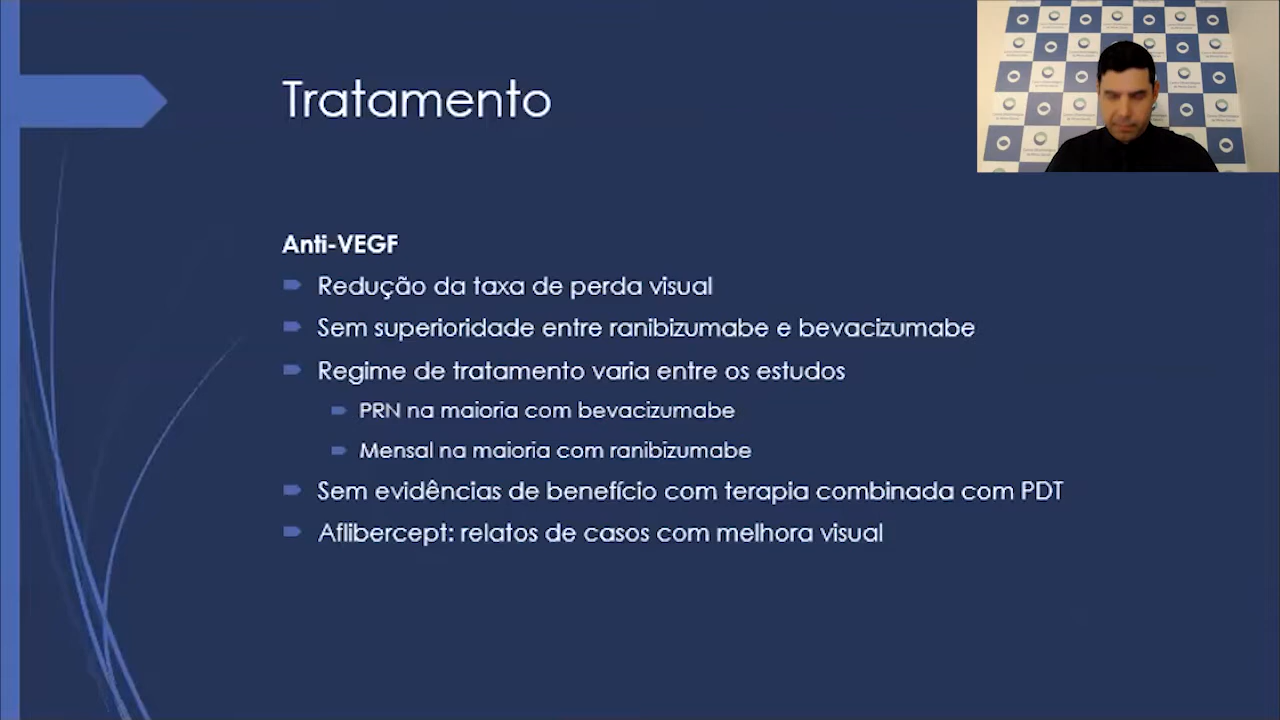 Tratamento
Anti-VEGF
Redução da taxa de perda visual
Sem superioridade entre ranibizumabe e bevacizumabe
Regime de tratamento varia entre os estudos
PRN na maioria com bevacizumabe
Mensal na maioria com ranibizumabe
Sem evidências de benefício com terapia combinada com PDT
Aflibercept: relatos de casos com melhora visual